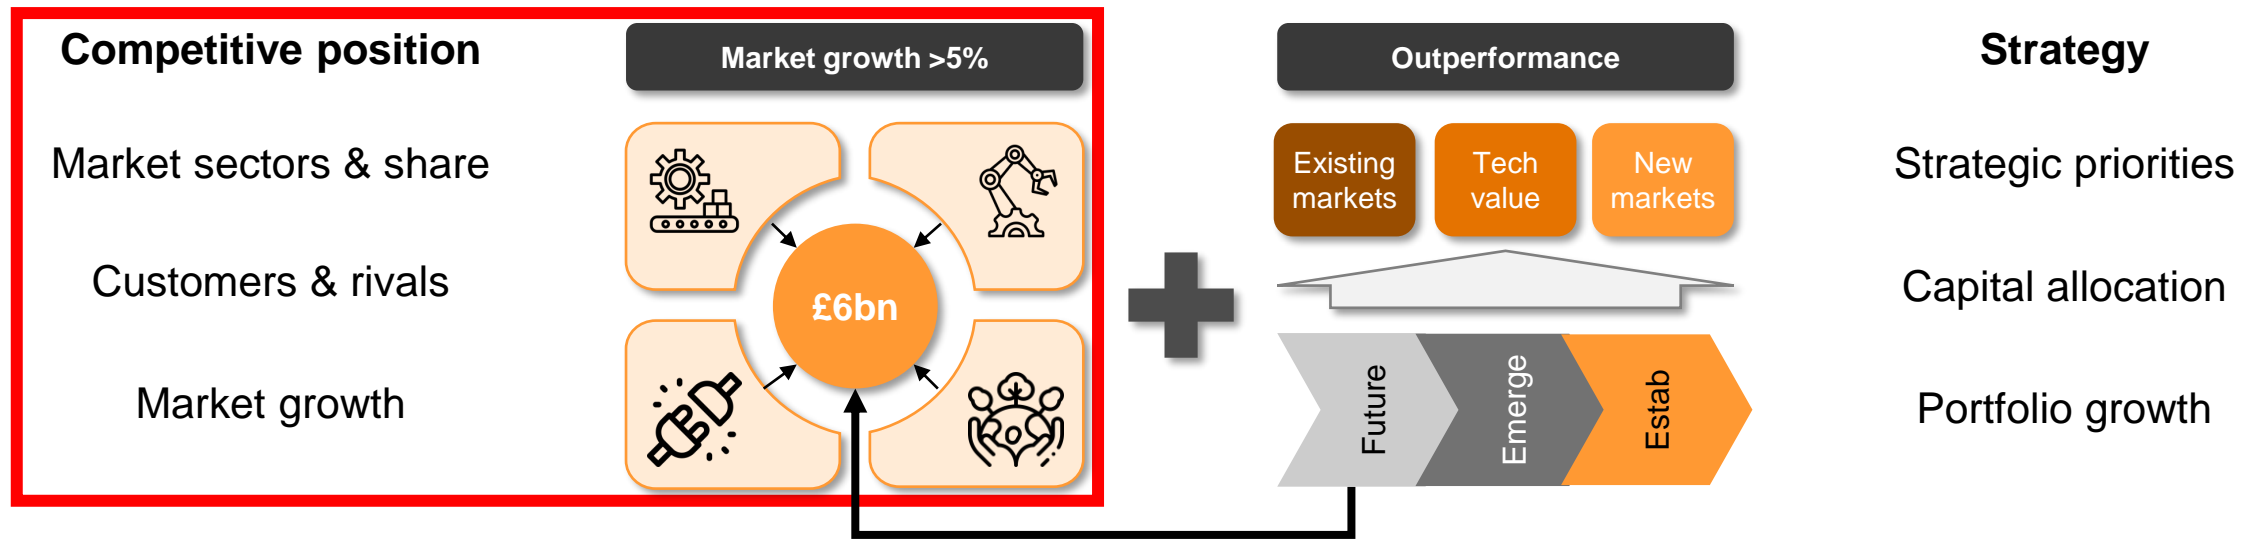 Competitive position
Market sectors & share
Customers & rivals
Market growth
Market growth >5%
£6bn
Outperformance
Existing
markets
Tech
value
New
markets
Future
Emerge
Estab
Strategy
Strategic priorities
Capital allocation
Portfolio growth